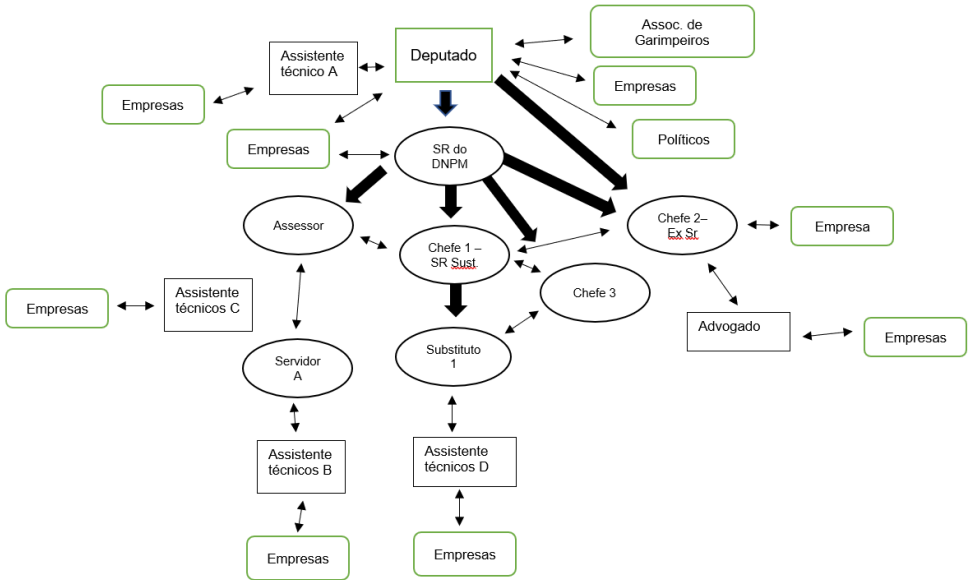 Assoc. de
Garimpeiros
Deputado
Assistente
técnico A
Empresas
Empresas
Empresas
Políticos
SR do
DNPM
Assessor
Chefe 1 –
SR Sust.
Chefe 2–
Ex Sr
Empresa
Chefe 3
Assistente
técnicos C
Empresas
Advogado
Empresas
Servidor
A
Substituto
1
Assistente
técnicos B
Assistente
técnicos D
Empresas
Empresas